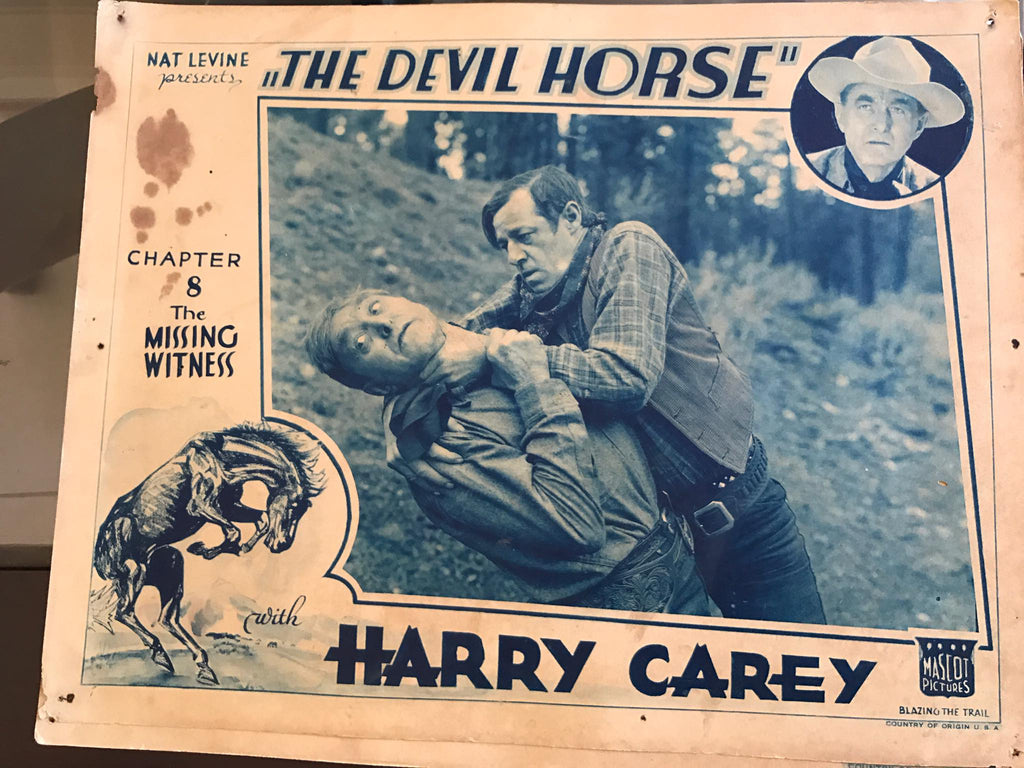 NAT LEVINE
presents
"THE DEVIL HORSE"
CHAPTER
8
The
MISSING
WITNESS
with
HARRY CAREY
MASCOT
PICTURES
BLAZING THE TRAIL
COUNTRY OF ORIGIN U.S.A